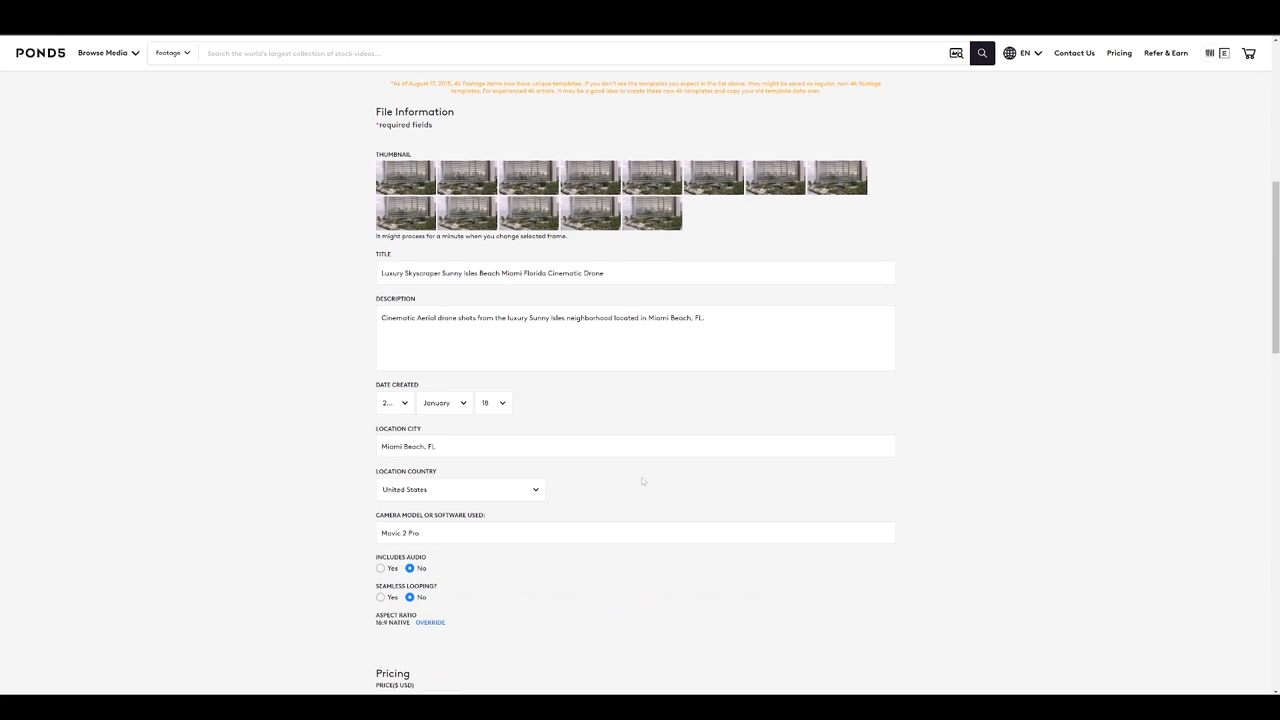 POND5
Browse Media
Footage
Search the world's largest collection of stock videos...
EN
Contact Us
Pricing
Refer & Earn
E
*As of August 17, 2015, 4k Footage items now have unique templates. If you don't see the templates you expect in the list above, they might be saved as regular, non-4k footage
templates. For experienced 4k artists, it may be a good idea to create these new 4k templates and copy your old template data over.
File Information
*required fields
THUMBNAIL
It might process for a minute when you change selected frame.
TITLE
Luxury Skyscraper Sunny Isles Beach Miami Florida Cinematic Drone
DESCRIPTION
Cinematic Aerial drone shots from the luxury Sunny Isles neighborhood located in Miami Beach, FL.
DATE CREATED
2...
January
18
LOCATION CITY
Miami Beach, FL
LOCATION COUNTRY
United States
CAMERA MODEL OR SOFTWARE USED:
Mavic 2 Pro
INCLUDES AUDIO
Yes
No
SEAMLESS LOOPING?
Yes
No
ASPECT RATIO
16:9 NATIVE OVERRIDE
Pricing
PRICE($ USD)